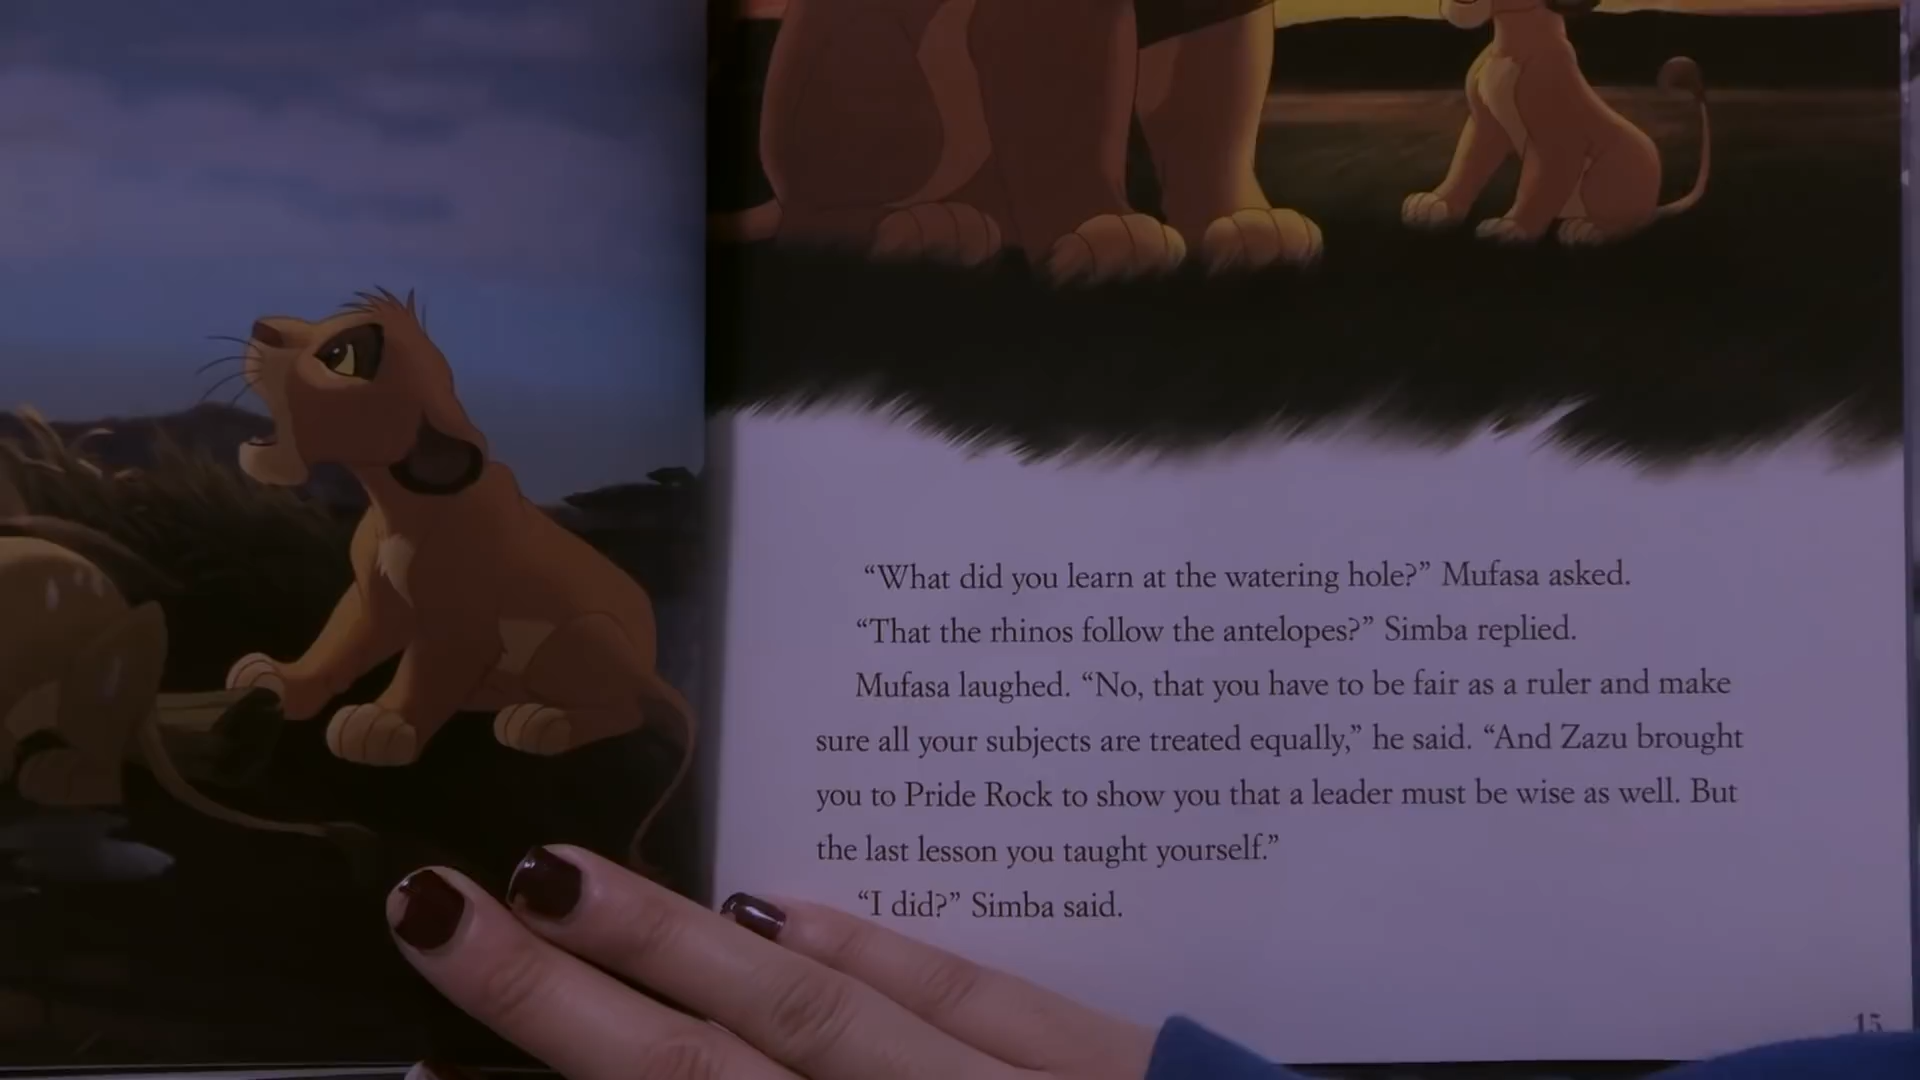 “What did you learn at the watering hole?” Mufasa asked.
“That the rhinos follow the antelopes?” Simba replied.
Mufasa laughed. “No, that you have to be fair as a ruler and make
sure all your subjects are treated equally,” he said. “And Zazu brought
you to Pride Rock to show you that a leader must be wise as well. But
the last lesson you taught yourself.”
“I did?” Simba said.
15